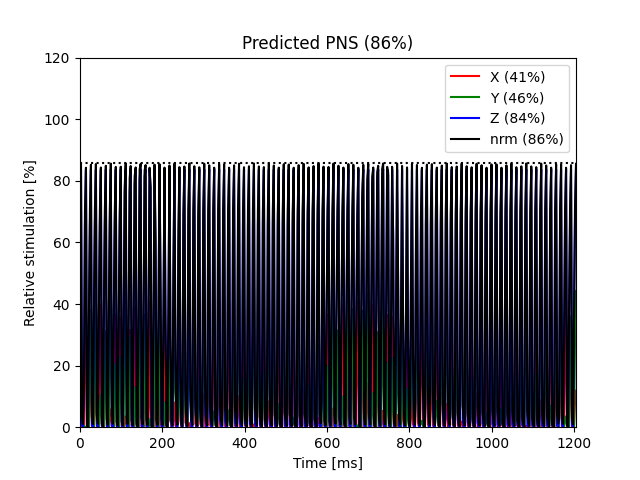 Predicted PNS (86%)
120
100
80
60
40
20
0
Relative stimulation [%]
X (41%)
Y (46%)
Z (84%)
nrm (86%)
0 200 400 600 800 1000 1200
Time [ms]